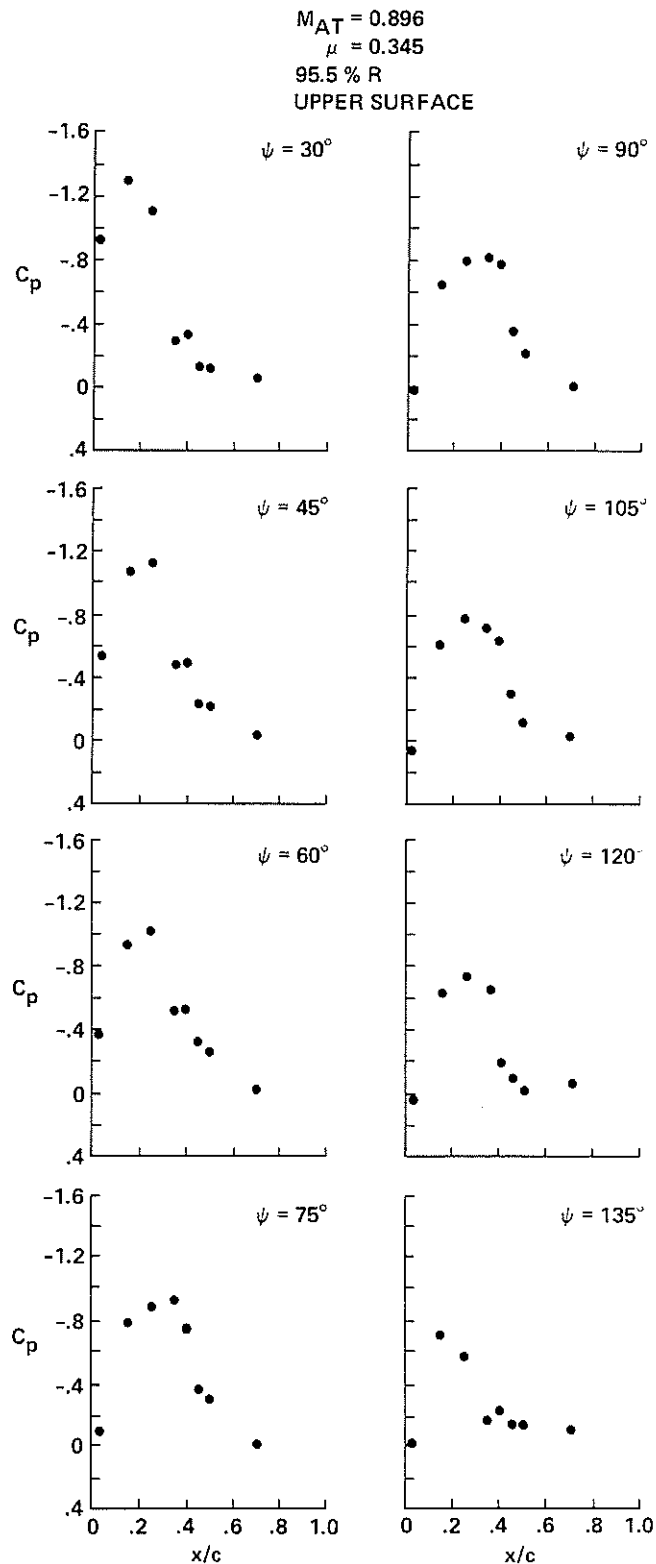 M_AT = 0.896
μ = 0.345
95.5 % R
UPPER SURFACE
ψ = 30°
-1.6
-1.2
C_p
-.8
-.4
0
.4
ψ = 90°
ψ = 45°
-1.6
-1.2
C_p
-.8
-.4
0
.4
ψ = 105°
ψ = 60°
-1.6
-1.2
C_p
-.8
-.4
0
.4
ψ = 120
ψ = 75°
-1.6
-1.2
C_p
-.8
-.4
0
.4
0 .2 .4 .6 .8 1.0
x/c
ψ = 135°
0 .2 .4 .6 .8 1.0
x/c